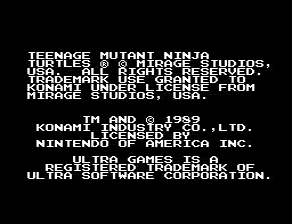 TEENAGE MUTANT NINJA
TURTLES ® © MIRAGE STUDIOS,
USA.  ALL RIGHTS RESERVED.
TRADEMARK USE GRANTED TO
KONAMI UNDER LICENSE FROM
MIRAGE STUDIOS, USA.
TM AND © 1989
KONAMI INDUSTRY CO.,LTD.
LICENSED BY
NINTENDO OF AMERICA INC.
ULTRA GAMES IS A
REGISTERED TRADEMARK OF
ULTRA SOFTWARE CORPORATION.